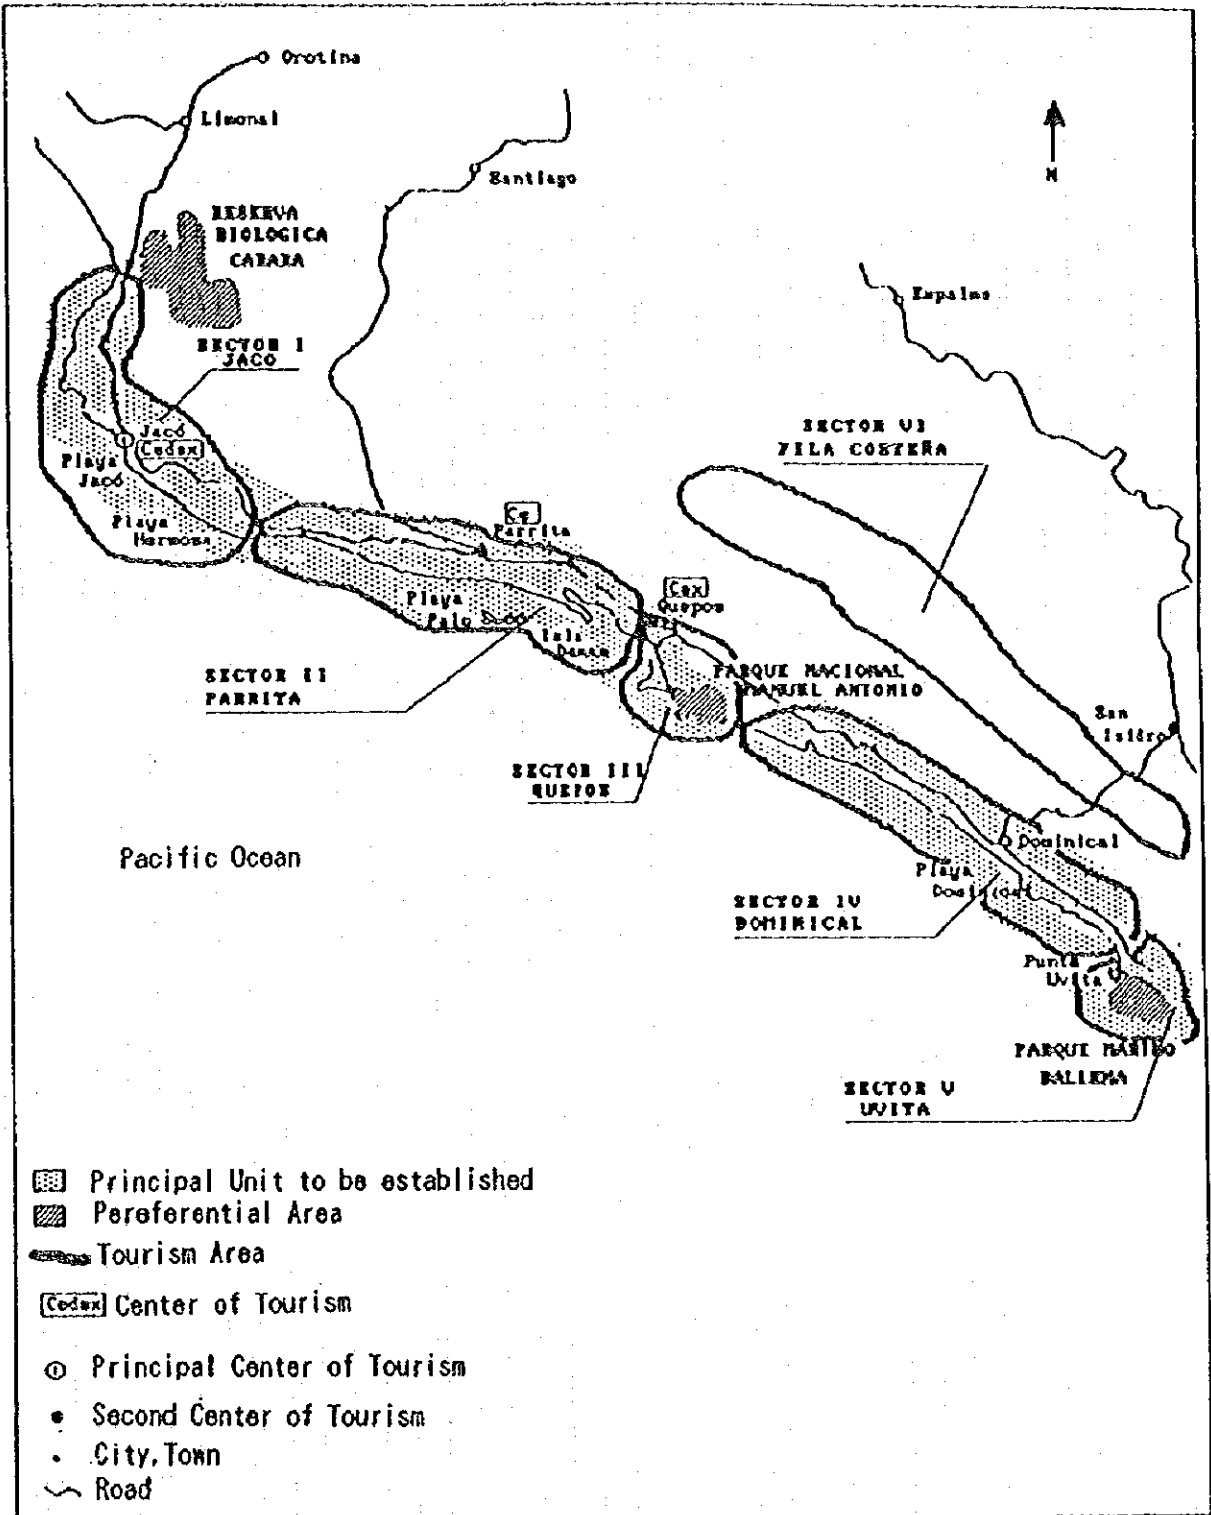 Orotina
Limonal
Santiago
N
RESERVA
BIOLOGICA
CARARA
Empalme
SECTOR I
JACO
SECTOR VI
FILA COSTEÑA
Jacó
Cedax
Playa
Jacó
Playa
Hermosa
Parrita
Cex
Quepos
Playa
Palo
Isla
Damas
SECTOR II
PARRITA
PARQUE NACIONAL
MANUEL ANTONIO
San
Isidro
SECTOR III
QUEPOS
Pacific Ocean
Dominical
Playa
Dominical
SECTOR IV
DOMINICAL
Punta
Uvita
PARQUE MARINO
BALLENA
SECTOR V
UVITA
Principal Unit to be established
Pereferential Area
Tourism Area
Cedax Center of Tourism
Principal Center of Tourism
Second Center of Tourism
City, Town
Road